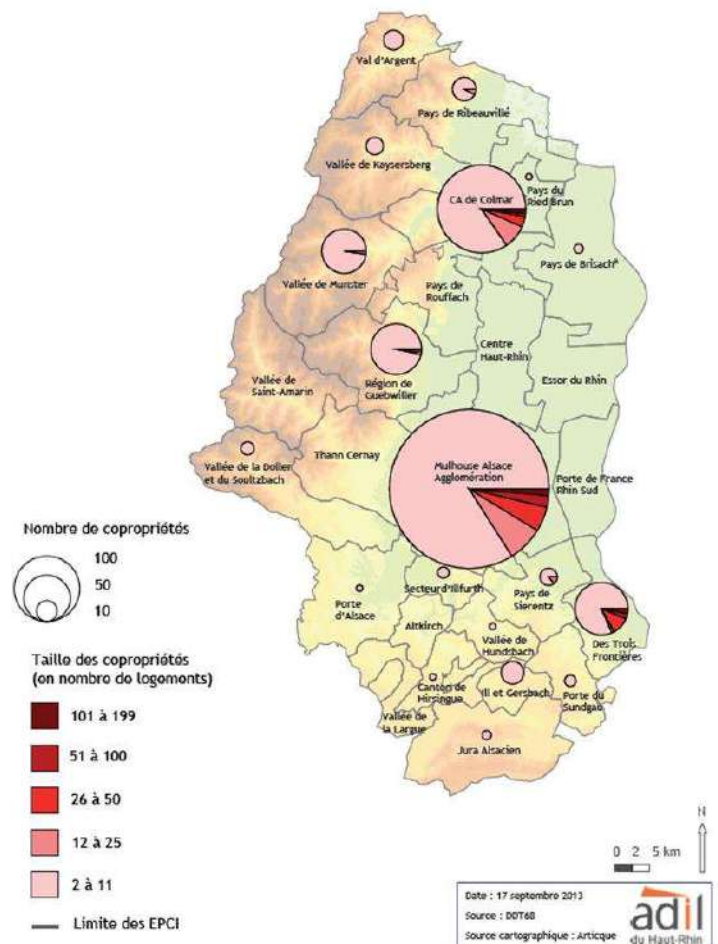 Val d'Argent
Pays de Ribeauvillé
Vallée de Kaysersberg
CA de Colmar
Pays du
Ried Brun
Pays de Brisach
Vallée de Munster
Pays de
Rouffach
Centre
Haut-Rhin
Essor du Rhin
Région de
Guebwiller
Vallée de
Saint-Amarin
Thann Cernay
Vallée de la Doller
et du Soultzbach
Mulhouse Alsace
Agglomération
Porte de France
Rhin Sud
Nombre de copropriétés
100
50
10
Porte
d'Alsace
Secteur d'Illfurth
Pays de
Sierentz
Altkirch
Vallée de
Hundsbach
Des Trois
Frontières
Canton de
Hirsingue
Ill et Gersbach
Porte du
Sundgau
Vallée de
la Largue
Jura Alsacien
Taille des copropriétés
(en nombre de logements)
101 à 199
51 à 100
26 à 50
12 à 25
2 à 11
Limite des EPCI
N
0 2 5 km
Date : 17 septembre 2013
Source : DDT68
Source cartographique : Articque
adil
du Haut-Rhin